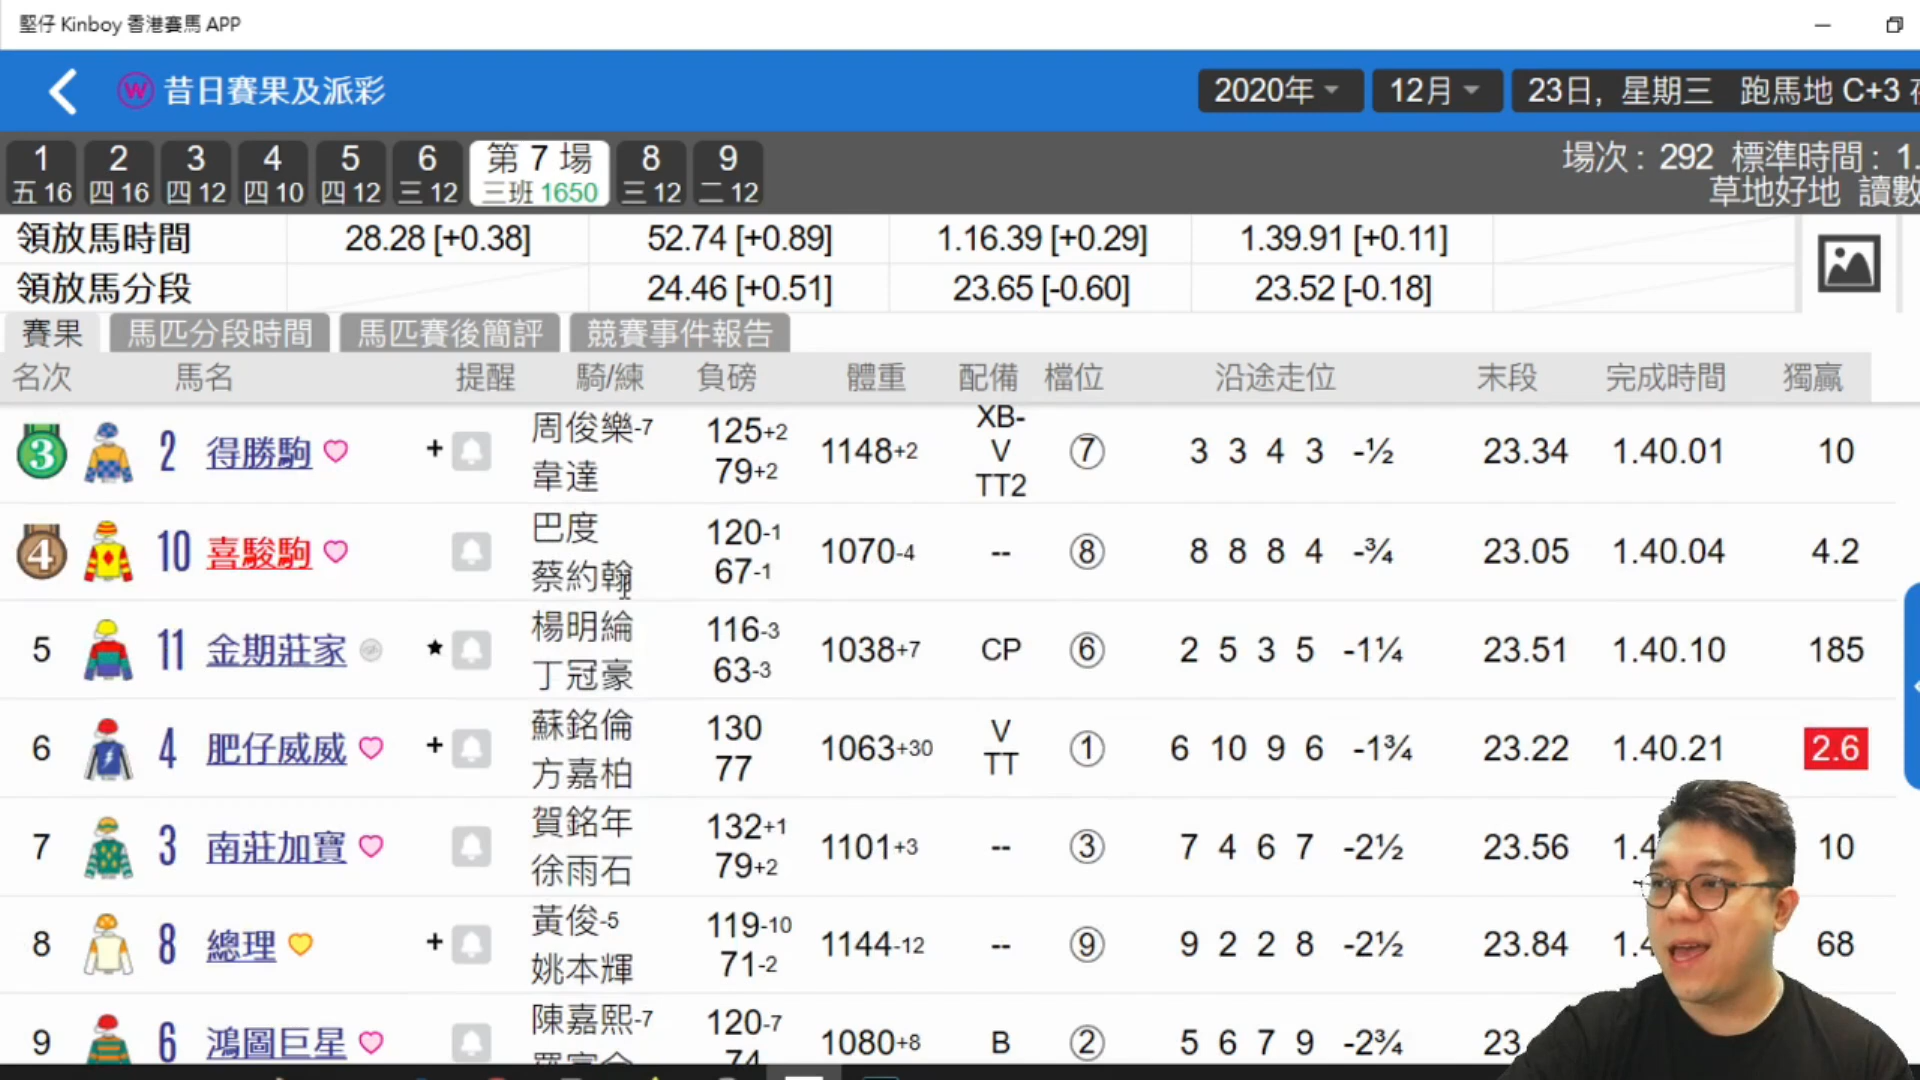 堅仔 Kinboy 香港賽馬 APP
W 昔日賽果及派彩 2020年 12月 23日, 星期三 跑馬地 C+3
1 2 3 4 5 6 第 7 場 8 9
五 16 四 16 四 12 四 10 四 12 三 12 三班 1650 三 12 二 12
場次 : 292 標準時間 : 1.
草地好地 讀數
領放馬時間 28.28 [+0.38] 52.74 [+0.89] 1.16.39 [+0.29] 1.39.91 [+0.11]
領放馬分段 24.46 [+0.51] 23.65 [-0.60] 23.52 [-0.18]
賽果 馬匹分段時間 馬匹賽後簡評 競賽事件報告
名次 馬名 提醒 騎/練 負磅 體重 配備 檔位 沿途走位 末段 完成時間 獨贏
3 2 得勝駒 + 周俊樂-7 韋達 125+2 79+2 1148+2 XB- V TT2 7 3 3 4 3 -½ 23.34 1.40.01 10
4 10 喜駿駒 巴度 蔡約翰 120-1 67-1 1070-4 -- 8 8 8 8 4 -¾ 23.05 1.40.04 4.2
5 11 金期莊家 ★ 楊明綸 丁冠豪 116-3 63-3 1038+7 CP 6 2 5 3 5 -1¼ 23.51 1.40.10 185
6 4 肥仔威威 + 蘇銘倫 方嘉柏 130 77 1063+30 V TT 1 6 10 9 6 -1¾ 23.22 1.40.21 2.6
7 3 南莊加寶 賀銘年 徐雨石 132+1 79+2 1101+3 -- 3 7 4 6 7 -2½ 23.56 1.4 10
8 8 總理 + 黃俊-5 姚本輝 119-10 71-2 1144-12 -- 9 9 2 2 8 -2½ 23.84 1.4 68
9 6 鴻圖巨星 陳嘉熙-7 120-7 74 1080+8 B 2 5 6 7 9 -2¾ 23